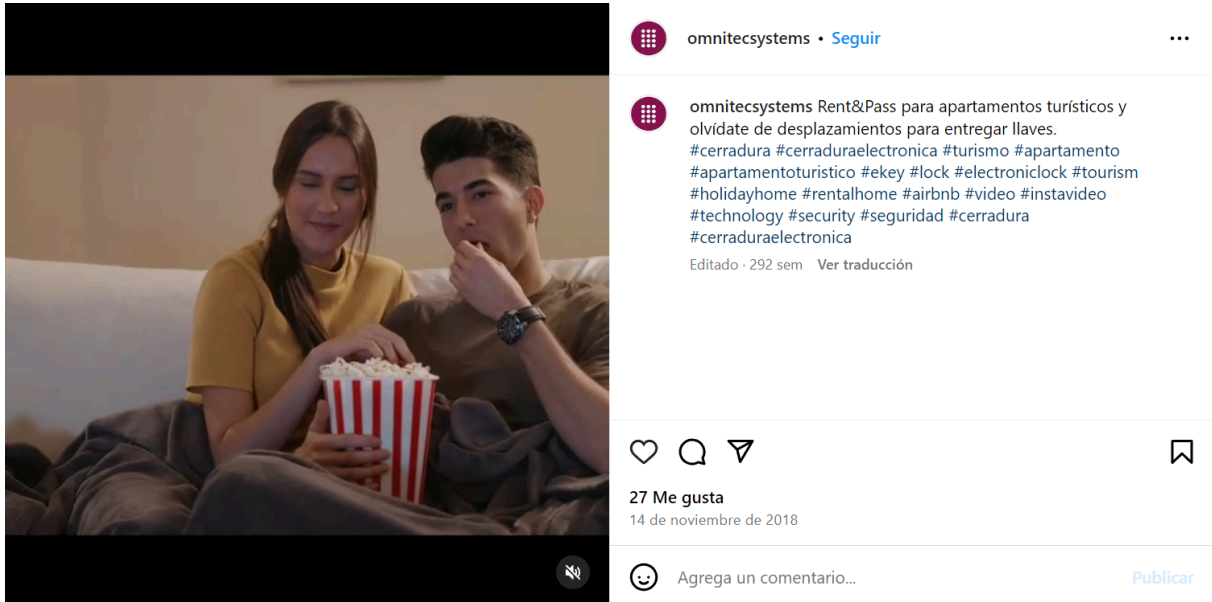 omnitecsystems • Seguir
omnitecsystems Rent&Pass para apartamentos turísticos y
olvídate de desplazamientos para entregar llaves.
#cerradura #cerraduraelectronica #turismo #apartamento
#apartamentoturistico #ekey #lock #electroniclock #tourism
#holidayhome #rentalhome #airbnb #video #instavideo
#technology #security #seguridad #cerradura
#cerraduraelectronica
Editado · 292 sem Ver traducción
27 Me gusta
14 de noviembre de 2018
Agrega un comentario... Publicar